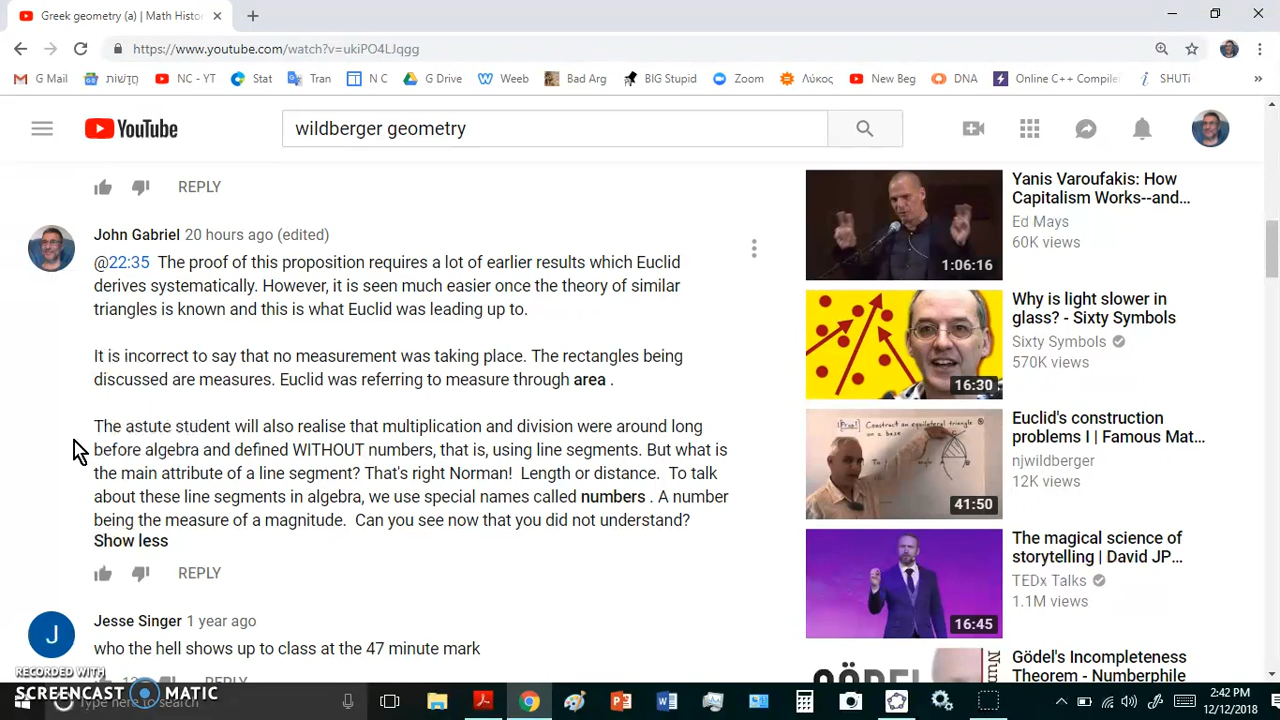 Greek geometry (a) | Math Histor
https://www.youtube.com/watch?v=ukiPO4LJqgg
G Mail
חֲדָשׁוֹת
NC - YT
Stat
Tran
N C
G Drive
Weeb
Bad Arg
BIG Stupid
Zoom
Λύκος
New Beg
DNA
Online C++ Compile
SHUTi
»
YouTube
wildberger geometry
REPLY
John Gabriel 20 hours ago (edited)
@22:35 The proof of this proposition requires a lot of earlier results which Euclid
derives systematically. However, it is seen much easier once the theory of similar
triangles is known and this is what Euclid was leading up to.
It is incorrect to say that no measurement was taking place. The rectangles being
discussed are measures. Euclid was referring to measure through area .
The astute student will also realise that multiplication and division were around long
before algebra and defined WITHOUT numbers, that is, using line segments. But what is
the main attribute of a line segment? That's right Norman! Length or distance. To talk
about these line segments in algebra, we use special names called numbers . A number
being the measure of a magnitude. Can you see now that you did not understand?
Show less
REPLY
J
Jesse Singer 1 year ago
who the hell shows up to class at the 47 minute mark
REPLY
Yanis Varoufakis: How
Capitalism Works--and...
Ed Mays
60K views
1:06:16
Why is light slower in
glass? - Sixty Symbols
Sixty Symbols
570K views
16:30
Euclid's construction
problems I | Famous Mat...
njwildberger
12K views
41:50
The magical science of
storytelling | David JP...
TEDx Talks
1.1M views
16:45
Gödel's Incompleteness
Theorem - Numberphile
RECORDED WITH
SCREENCAST MATIC
Type here to search
2:42 PM
12/12/2018